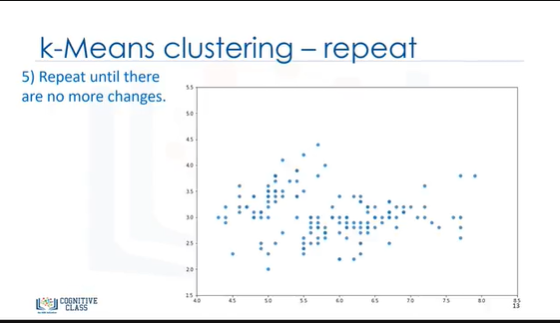 k-Means clustering – repeat
5) Repeat until there
are no more changes.
5.5
5.0
4.5
4.0
3.5
3.0
2.5
2.0
1.5
4.0 4.5 5.0 5.5 6.0 6.5 7.0 7.5 8.0 8.5
13
COGNITIVE
CLASS